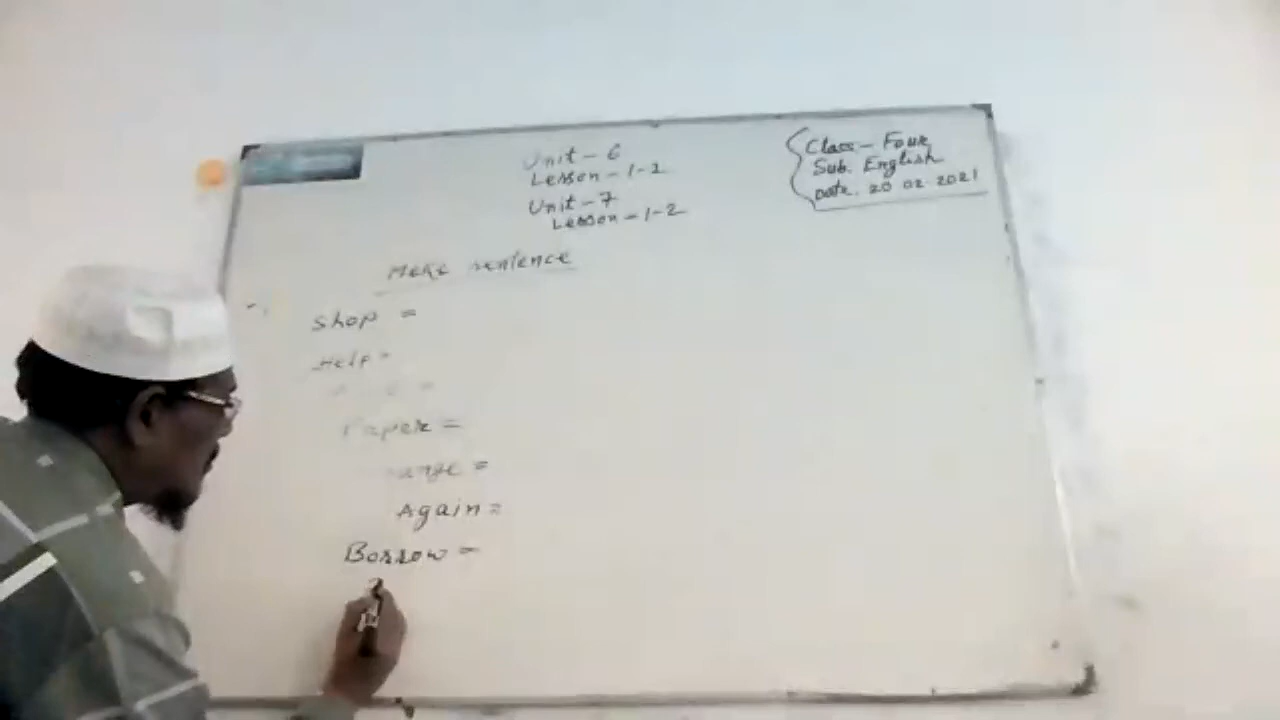 Unit - 6
Lesson - 1-2
Unit - 7
Lesson - 1-2
Class - Four
Sub. English
Date. 20 02 2021
Make sentence
Shop =
Help =
Paper =
Again =
Borrow =